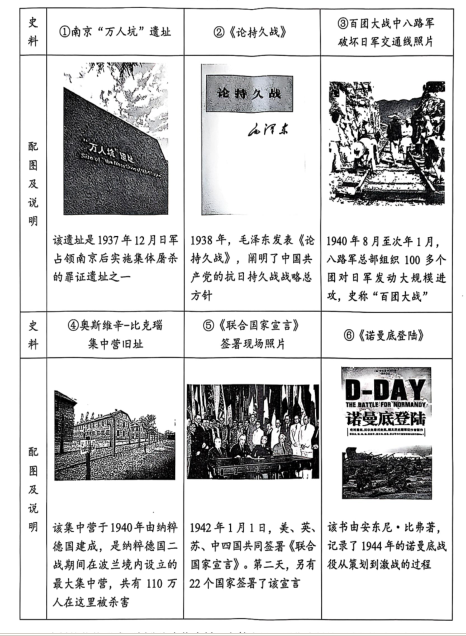 史料
①南京“万人坑”遗址
②《论持久战》
③百团大战中八路军
破坏日军交通线照片
配图及说明
“万人坑”遗址
论持久战
毛泽东
该遗址是1937年12月日军
占领南京后实施集体屠杀
的罪证遗址之一
1938年，毛泽东发表《论
持久战》，阐明了中国共
产党的抗日持久战战略总
方针
1940年8月至次年1月，
八路军总部组织100多个
团对日军发动大规模进
攻，史称“百团大战”
史料
④奥斯维辛-比克瑙
集中营旧址
⑤《联合国家宣言》
签署现场照片
⑥《诺曼底登陆》
配图及说明
D-DAY
THE BATTLE FOR NORMANDY
诺曼底登陆
该集中营于1940年由纳粹
德国建成，是纳粹德国二
战期间在波兰境内设立的
最大集中营，共有110万
人在这里被杀害
1942年1月1日，美、英、
苏、中四国共同签署《联合
国家宣言》。第二天，另有
22个国家签署了该宣言
该书由安东尼·比弗著，
记录了1944年的诺曼底战
役从策划到激战的过程